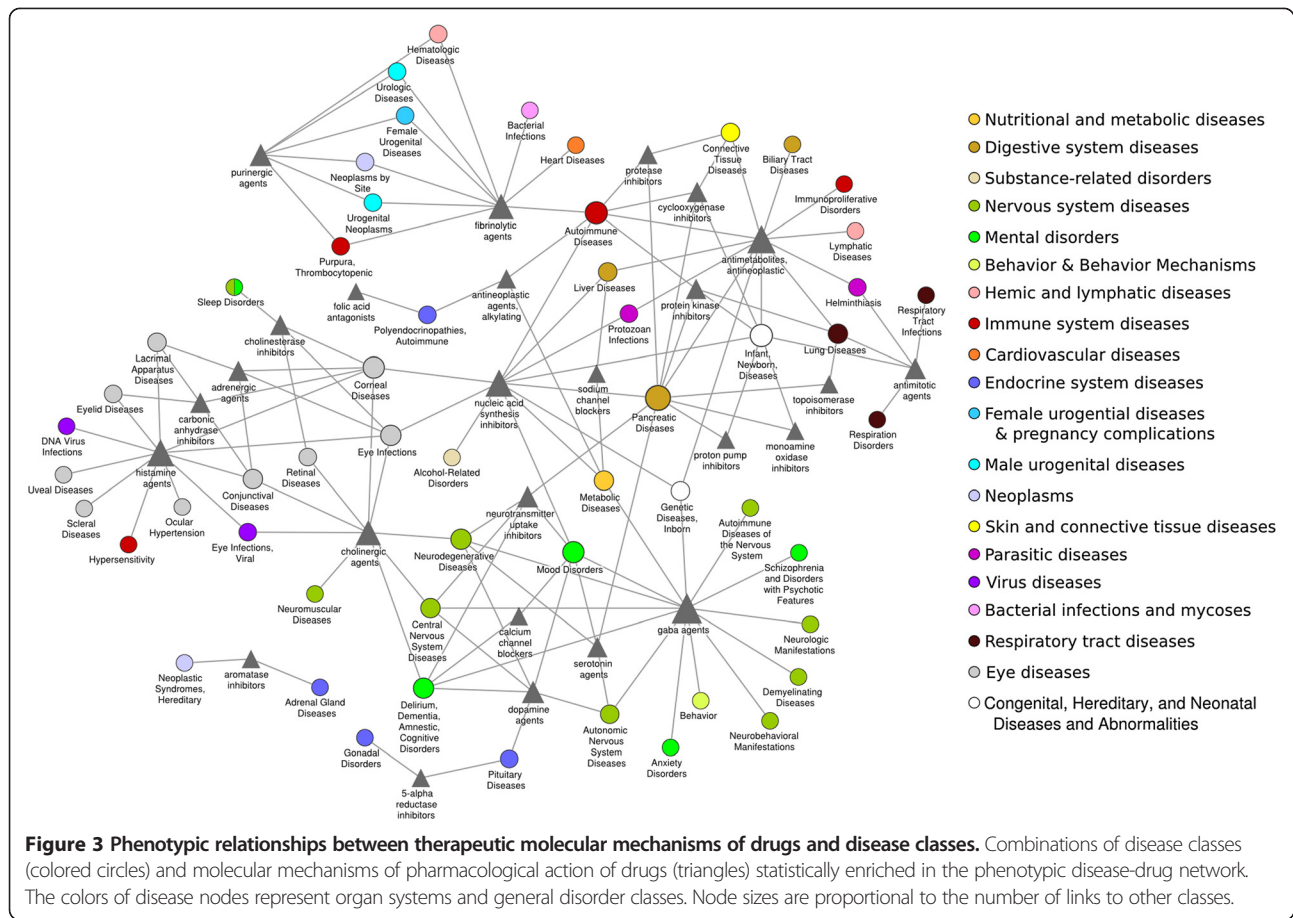 Hematologic
Diseases
Urologic
Diseases
Female
Urogenital
Diseases
Bacterial
Infections
Heart Diseases
purinergic
agents
Neoplasms by
Site
Urogenital
Neoplasms
fibrinolytic
agents
Purpura,
Thrombocytopenic
protease
inhibitors
Connective
Tissue
Diseases
Biliary Tract
Diseases
cyclooxygenase
inhibitors
Immunoproliferative
Disorders
Autoimmune
Diseases
Lymphatic
Diseases
antimetabolites,
antineoplastic
Sleep Disorders
folic acid
antagonists
Polyendocrinopathies,
Autoimmune
antineoplastic
agents,
alkylating
Liver Diseases
protein kinase
inhibitors
Helminthiasis
Respiratory
Tract
Infections
Protozoan
Infections
cholinesterase
inhibitors
Infant,
Newborn,
Diseases
Lung Diseases
Lacrimal
Apparatus
Diseases
adrenergic
agents
Corneal
Diseases
nucleic acid
synthesis
inhibitors
sodium
channel
blockers
Pancreatic
Diseases
topoisomerase
inhibitors
antimitotic
agents
Eyelid Diseases
carbonic
anhydrase
inhibitors
DNA Virus
Infections
histamine
agents
Eye Infections
Retinal
Diseases
Alcohol-Related
Disorders
proton pump
inhibitors
monoamine
oxidase
inhibitors
Respiration
Disorders
Uveal Diseases
Scleral
Diseases
Ocular
Hypertension
Conjunctival
Diseases
Metabolic
Diseases
Genetic
Diseases,
Inborn
Hypersensitivity
Eye Infections,
Viral
cholinergic
agents
neurotransmitter
uptake
inhibitors
Neurodegenerative
Diseases
Mood Disorders
Autoimmune
Diseases
of the Nervous
System
Schizophrenia
and Disorders
with Psychotic
Features
Neuromuscular
Diseases
Central
Nervous
System
Diseases
calcium
channel
blockers
serotonin
agents
gaba agents
Neurologic
Manifestations
Neoplastic
Syndromes,
Hereditary
aromatase
inhibitors
Adrenal Gland
Diseases
Delirium,
Dementia,
Amnestic,
Cognitive
Disorders
dopamine
agents
Autonomic
Nervous
System
Diseases
Behavior
Demyelinating
Diseases
Neurobehavioral
Manifestations
Anxiety
Disorders
Gonadal
Disorders
5-alpha
reductase
inhibitors
Pituitary
Diseases
Nutritional and metabolic diseases
Digestive system diseases
Substance-related disorders
Nervous system diseases
Mental disorders
Behavior & Behavior Mechanisms
Hemic and lymphatic diseases
Immune system diseases
Cardiovascular diseases
Endocrine system diseases
Female urogential diseases
& pregnancy complications
Male urogenital diseases
Neoplasms
Skin and connective tissue diseases
Parasitic diseases
Virus diseases
Bacterial infections and mycoses
Respiratory tract diseases
Eye diseases
Congenital, Hereditary, and Neonatal
Diseases and Abnormalities
Figure 3 Phenotypic relationships between therapeutic molecular mechanisms of drugs and disease classes. Combinations of disease classes
(colored circles) and molecular mechanisms of pharmacological action of drugs (triangles) statistically enriched in the phenotypic disease-drug network.
The colors of disease nodes represent organ systems and general disorder classes. Node sizes are proportional to the number of links to other classes.